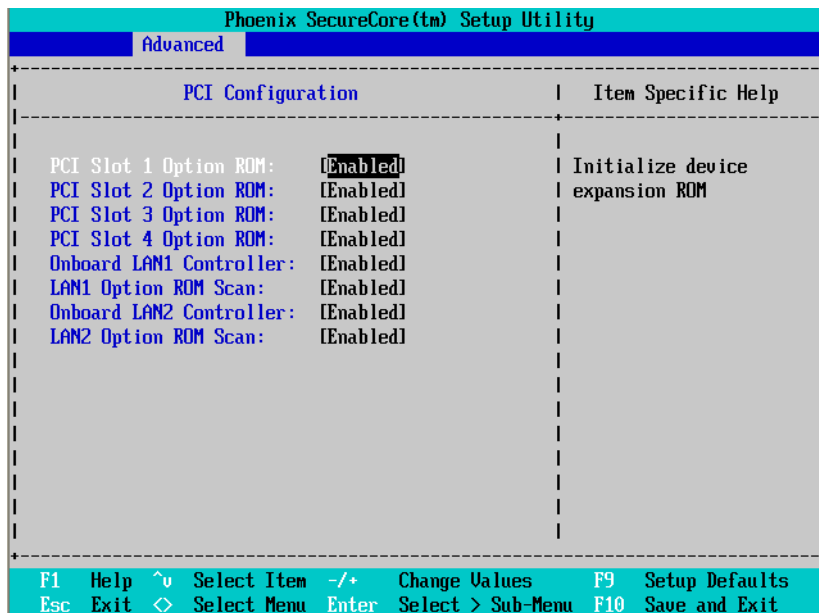 Phoenix SecureCore(tm) Setup Utility
Advanced
PCI Configuration
Item Specific Help
PCI Slot 1 Option ROM: [Enabled]
PCI Slot 2 Option ROM: [Enabled]
PCI Slot 3 Option ROM: [Enabled]
PCI Slot 4 Option ROM: [Enabled]
Onboard LAN1 Controller: [Enabled]
LAN1 Option ROM Scan: [Enabled]
Onboard LAN2 Controller: [Enabled]
LAN2 Option ROM Scan: [Enabled]
Initialize device
expansion ROM
F1 Help ^v Select Item -/+ Change Values F9 Setup Defaults
Esc Exit <> Select Menu Enter Select > Sub-Menu F10 Save and Exit